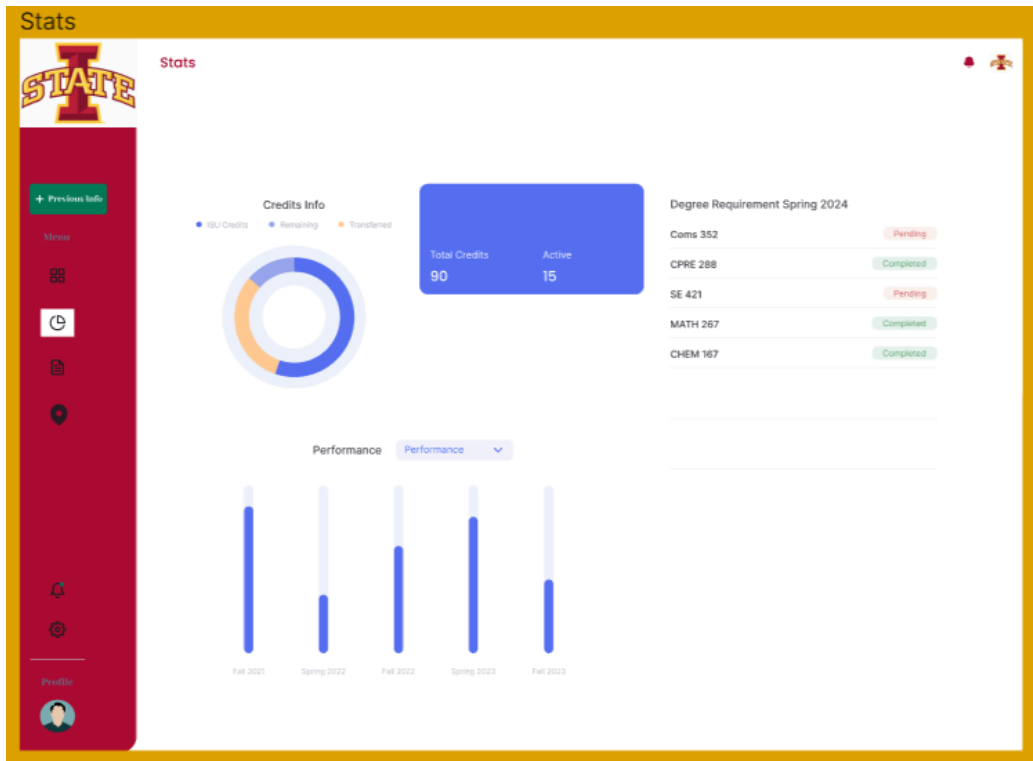 Stats
STATE
Stats
+ Previous Info
Menu
Profile
Credits Info
ISU Credits Remaining Transferred
Total Credits Active
90 15
Degree Requirement Spring 2024
Coms 352 Pending
CPRE 288 Completed
SE 421 Pending
MATH 267 Completed
CHEM 167 Completed
Performance Performance
Fall 2021 Spring 2022 Fall 2022 Spring 2023 Fall 2023